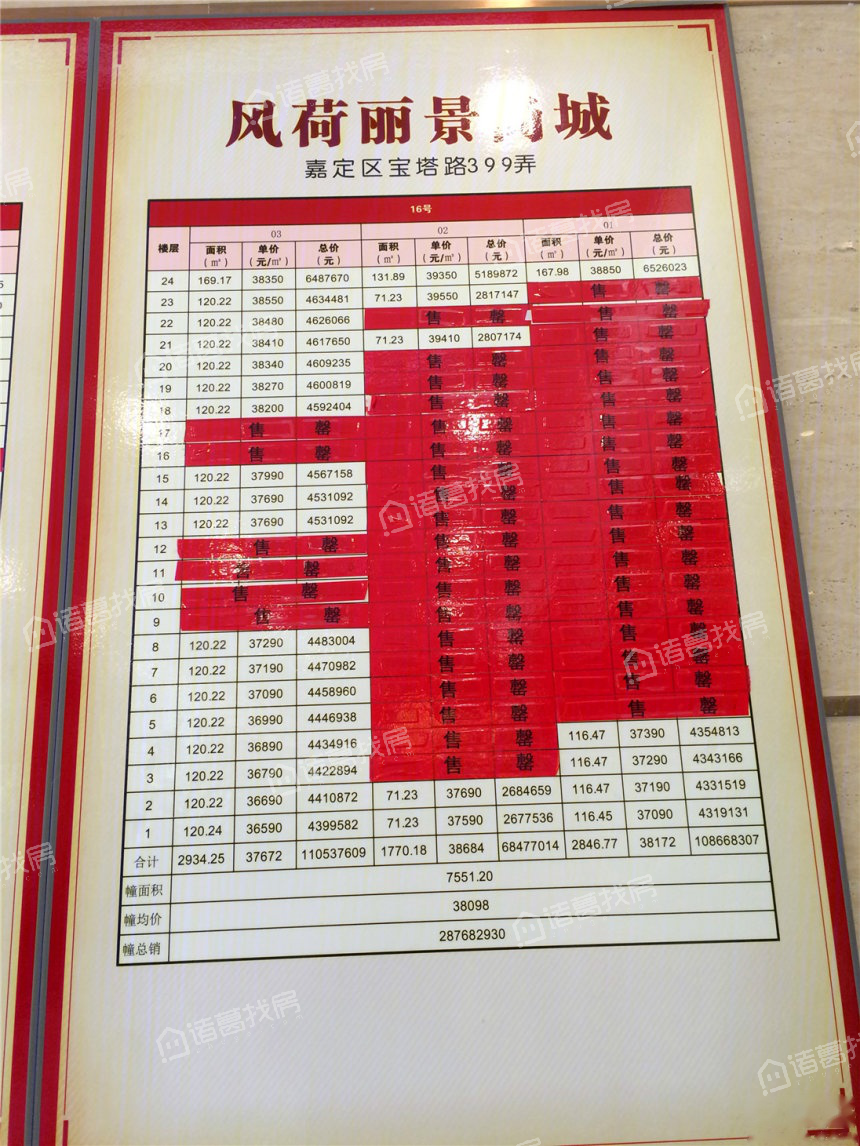 风荷丽景 城
嘉定区宝塔路399弄
16号
楼层 03 02 01
面积（㎡） 单价（元/㎡） 总价（元） 面积（㎡） 单价（元/㎡） 总价（元） 面积（㎡） 单价（元/㎡） 总价（元）
24 169.17 38350 6487670 131.89 39350 5189872 167.98 38850 6526023
23 120.22 38550 4634481 71.23 39550 2817147 售罄
22 120.22 38480 4626066 售罄 售罄
21 120.22 38410 4617650 71.23 39410 2807174 售罄
20 120.22 38340 4609235 售罄 售罄
19 120.22 38270 4600819 售罄 售罄
18 120.22 38200 4592404 售罄 售罄
17 售罄 售罄 售罄
16 售罄 售罄 售罄
15 120.22 37990 4567158 售罄 售罄
14 120.22 37690 4531092 售罄 售罄
13 120.22 37690 4531092 售罄 售罄
12 售罄 售罄 售罄
11 售罄 售罄 售罄
10 售罄 售罄 售罄
9 售罄 售罄 售罄
8 120.22 37290 4483004 售罄 售罄
7 120.22 37190 4470982 售罄 售罄
6 120.22 37090 4458960 售罄 售罄
5 120.22 36990 4446938 售罄 售罄
4 120.22 36890 4434916 售罄 116.47 37390 4354813
3 120.22 36790 4422894 售罄 116.47 37290 4343166
2 120.22 36690 4410872 71.23 37690 2684659 116.47 37190 4331519
1 120.24 36590 4399582 71.23 37590 2677536 116.45 37090 4319131
合计 2934.25 37672 110537609 1770.18 38684 68477014 2846.77 38172 108668307
幢面积 7551.20
幢均价 38098
幢总销 287682930
诸葛找房